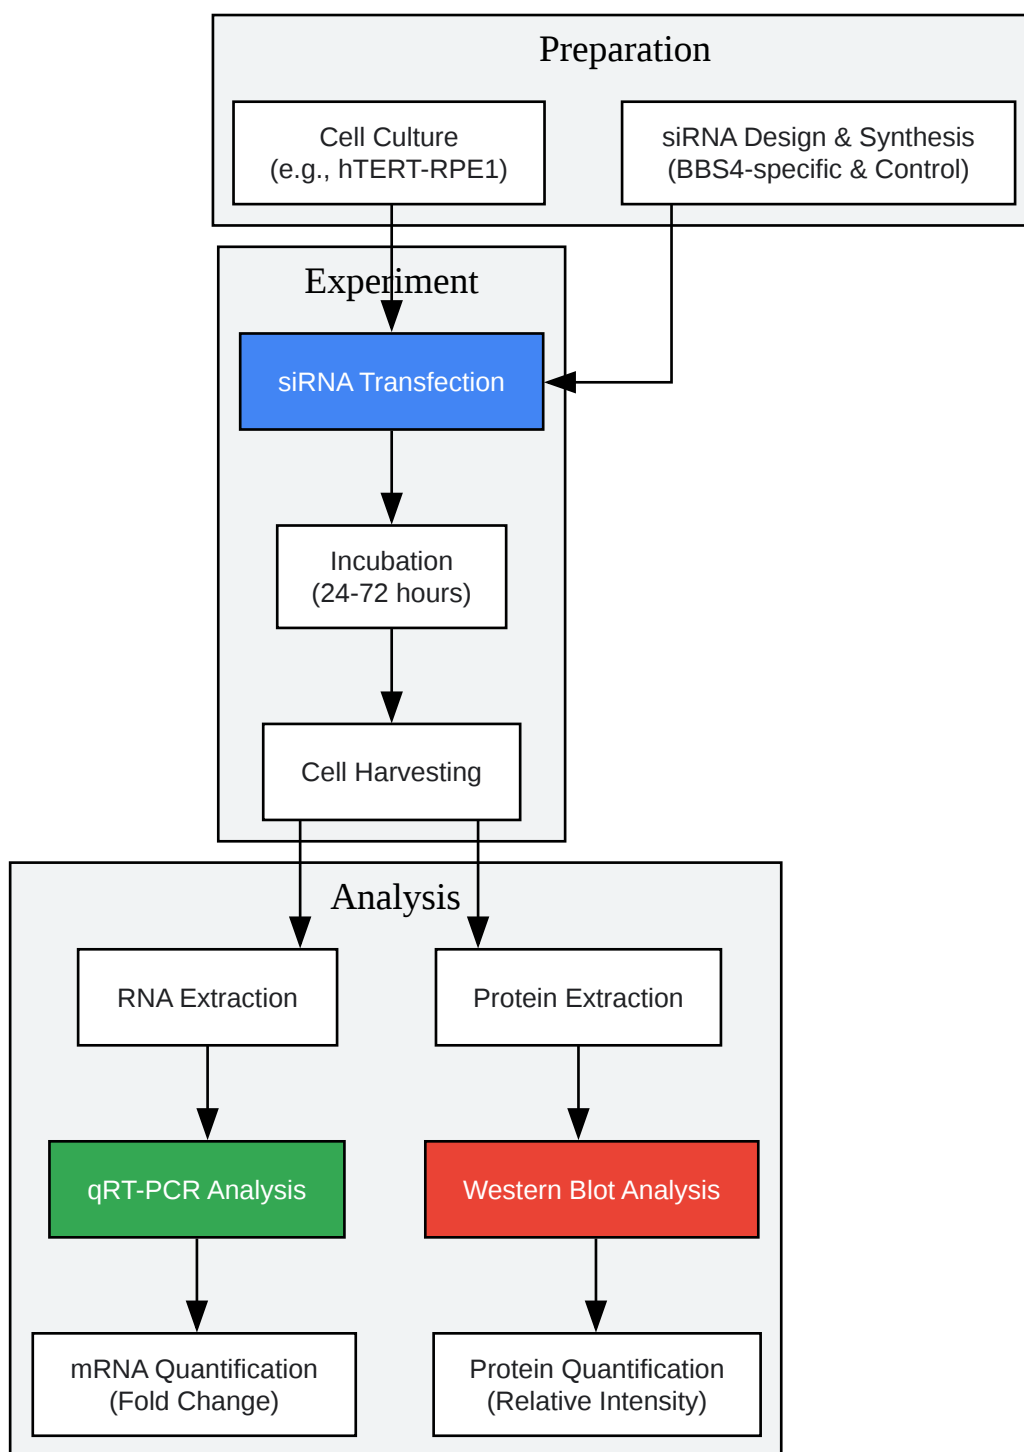 Preparation
Cell Culture
(e.g., hTERT-RPE1)
siRNA Design & Synthesis
(BBS4-specific & Control)
Experiment
siRNA Transfection
Incubation
(24-72 hours)
Cell Harvesting
Analysis
RNA Extraction
Protein Extraction
qRT-PCR Analysis
Western Blot Analysis
mRNA Quantification
(Fold Change)
Protein Quantification
(Relative Intensity)